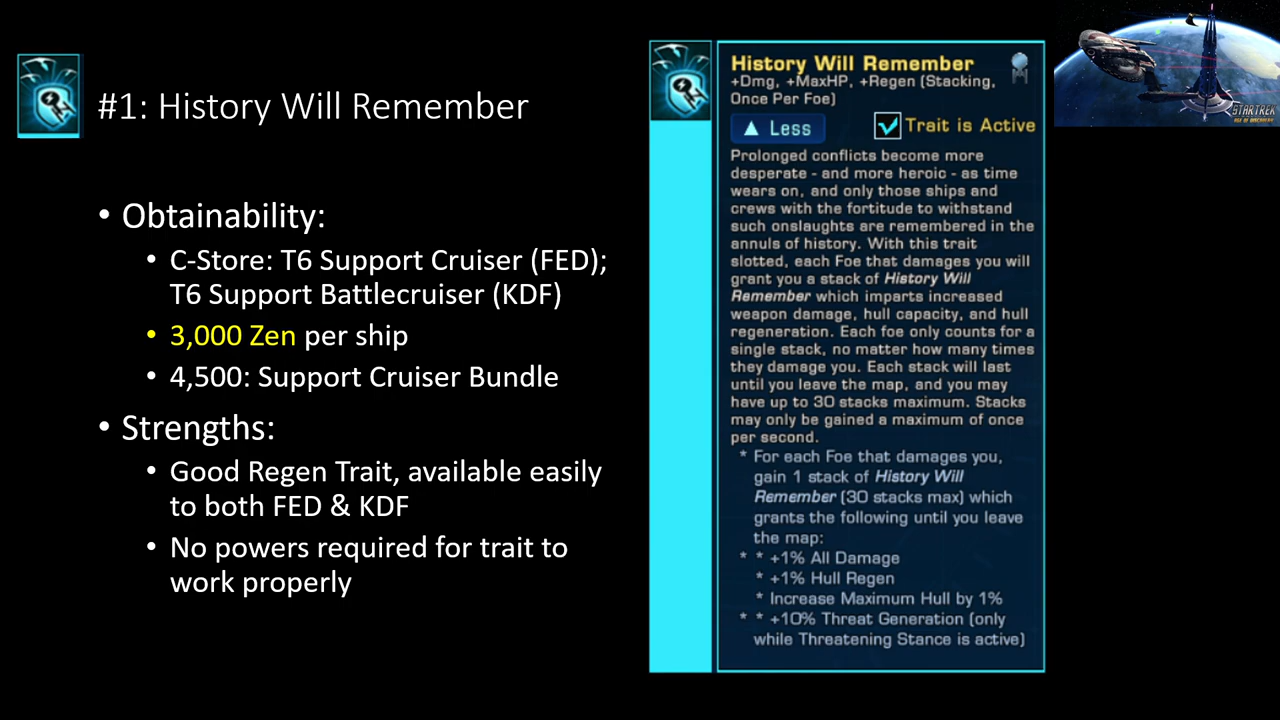 #1: History Will Remember
• Obtainability:
• C-Store: T6 Support Cruiser (FED);
T6 Support Battlecruiser (KDF)
• 3,000 Zen per ship
• 4,500: Support Cruiser Bundle
• Strengths:
• Good Regen Trait, available easily
to both FED & KDF
• No powers required for trait to
work properly
History Will Remember
+Dmg, +MaxHP, +Regen (Stacking,
Once Per Foe)
Less
Trait is Active
Prolonged conflicts become more
desperate - and more heroic - as time
wears on, and only those ships and
crews with the fortitude to withstand
such onslaughts are remembered in the
annuls of history. With this trait
slotted, each Foe that damages you will
grant you a stack of History Will
Remember which imparts increased
weapon damage, hull capacity, and hull
regeneration. Each foe only counts for a
single stack, no matter how many times
they damage you. Each stack will last
until you leave the map, and you may
have up to 30 stacks maximum. Stacks
may only be gained a maximum of once
per second.
* For each Foe that damages you,
gain 1 stack of History Will
Remember (30 stacks max) which
grants the following until you leave
the map:
* * +1% All Damage
* +1% Hull Regen
* Increase Maximum Hull by 1%
* * +10% Threat Generation (only
while Threatening Stance is active)
STAR TREK
AGE OF DISCOVERY